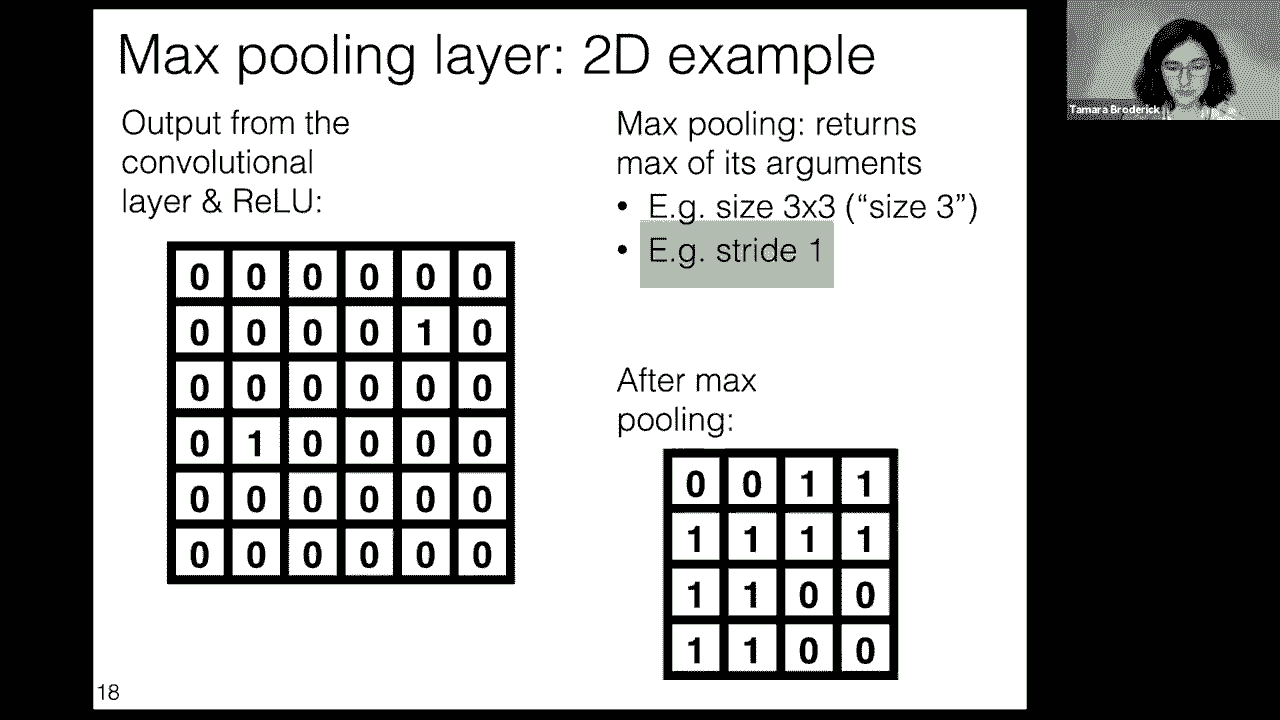 Max pooling layer: 2D example
Output from the
convolutional
layer & ReLU:
0 0 0 0 0 0
0 0 0 0 1 0
0 0 0 0 0 0
0 1 0 0 0 0
0 0 0 0 0 0
0 0 0 0 0 0
Max pooling: returns
max of its arguments
• E.g. size 3x3 (“size 3”)
• E.g. stride 1
After max
pooling:
0 0 1 1
1 1 1 1
1 1 0 0
1 1 0 0
18
Tamara Broderick